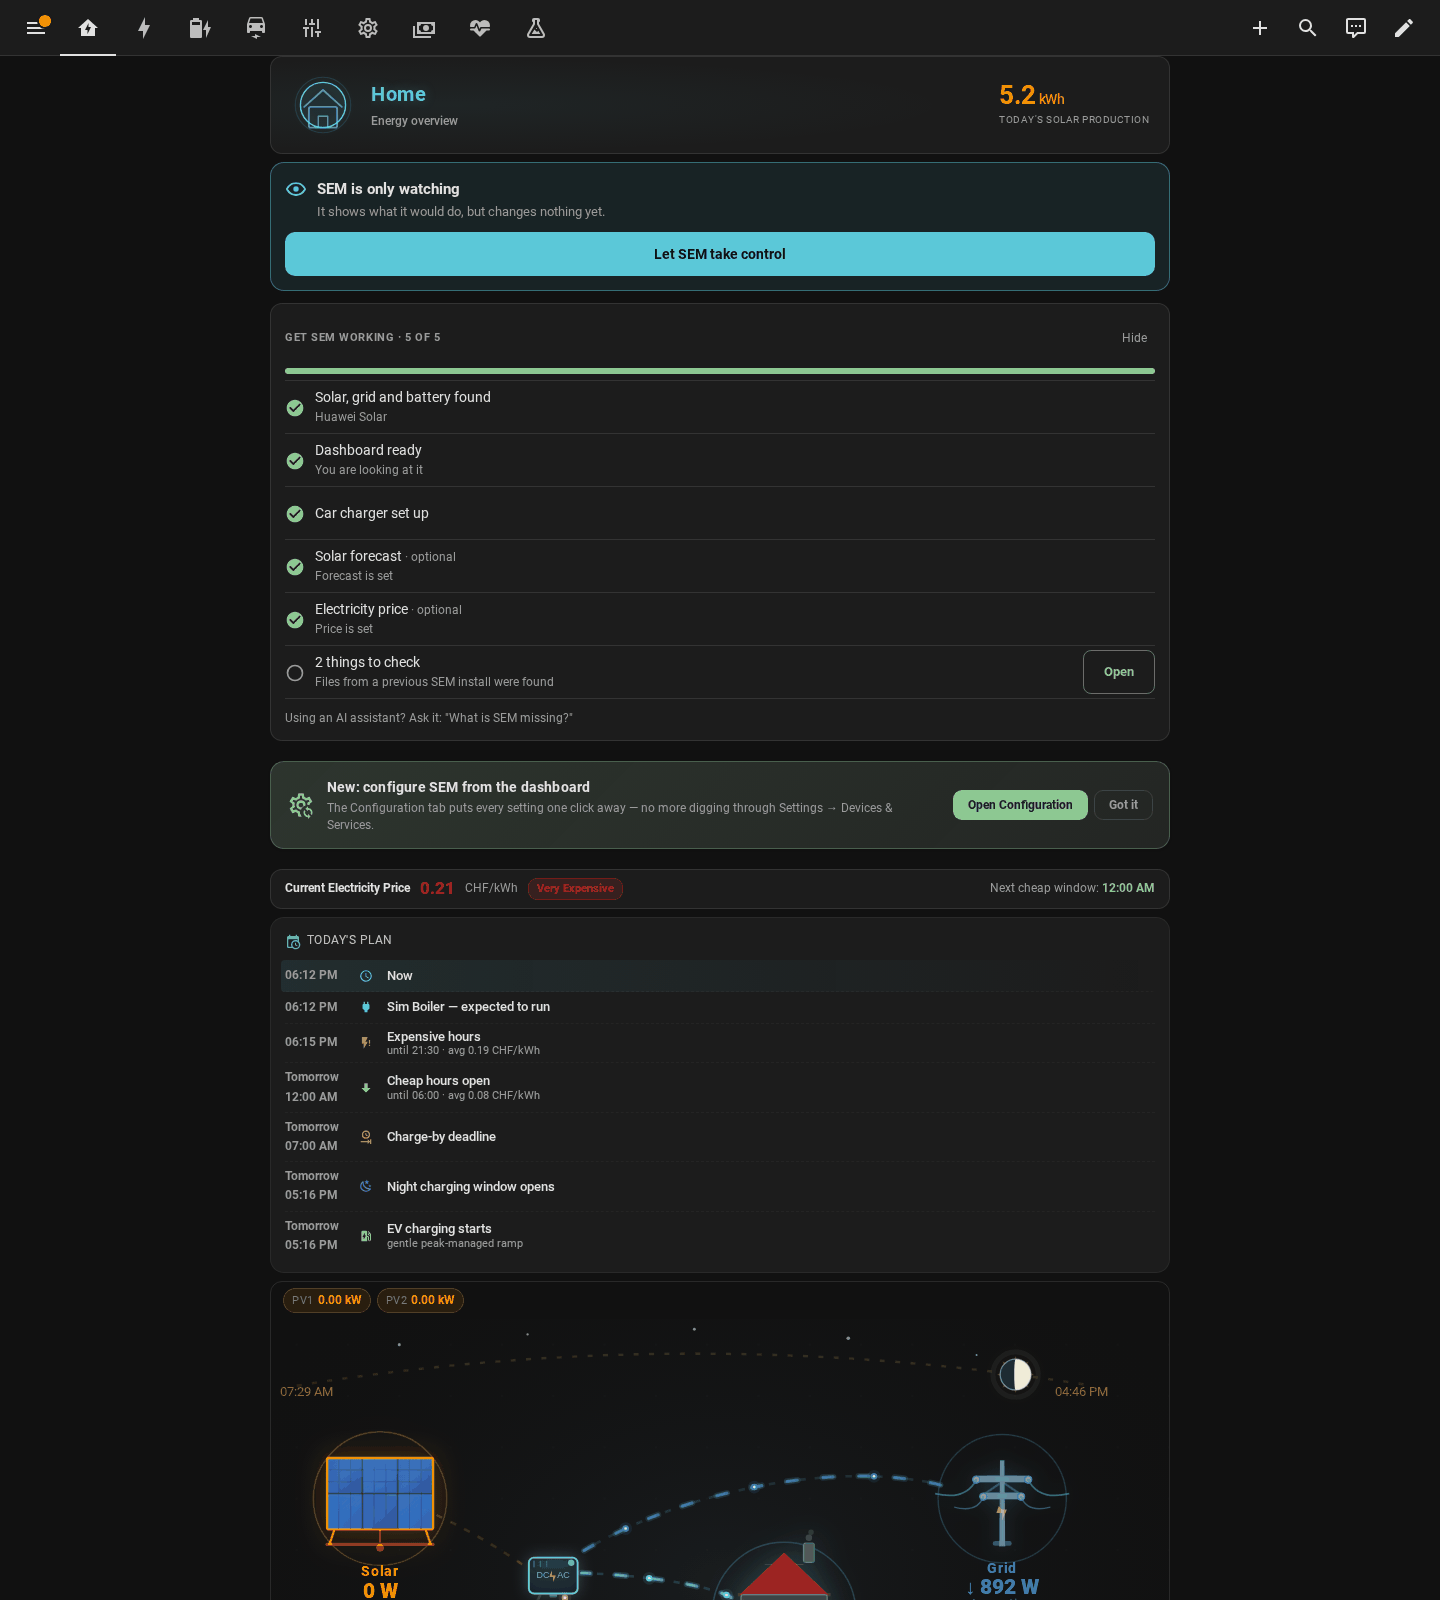 Home
Energy overview
5.2 kWh
TODAY'S SOLAR PRODUCTION
SEM is only watching
It shows what it would do, but changes nothing yet.
Let SEM take control
GET SEM WORKING · 5 OF 5
Hide
Solar, grid and battery found
Huawei Solar
Dashboard ready
You are looking at it
Car charger set up
Solar forecast · optional
Forecast is set
Electricity price · optional
Price is set
2 things to check
Files from a previous SEM install were found
Open
Using an AI assistant? Ask it: "What is SEM missing?"
New: configure SEM from the dashboard
The Configuration tab puts every setting one click away — no more digging through Settings → Devices &
Services.
Open Configuration
Got it
Current Electricity Price 0.21 CHF/kWh Very Expensive
Next cheap window: 12:00 AM
TODAY'S PLAN
06:12 PM Now
06:12 PM Sim Boiler — expected to run
06:15 PM Expensive hours
until 21:30 · avg 0.19 CHF/kWh
Tomorrow
12:00 AM
Cheap hours open
until 06:00 · avg 0.08 CHF/kWh
Tomorrow
07:00 AM
Charge-by deadline
Tomorrow
05:16 PM
Night charging window opens
Tomorrow
05:16 PM
EV charging starts
gentle peak-managed ramp
PV1 0.00 kW
PV2 0.00 kW
07:29 AM
04:46 PM
DC AC
Solar
0 W
Grid
↓ 892 W